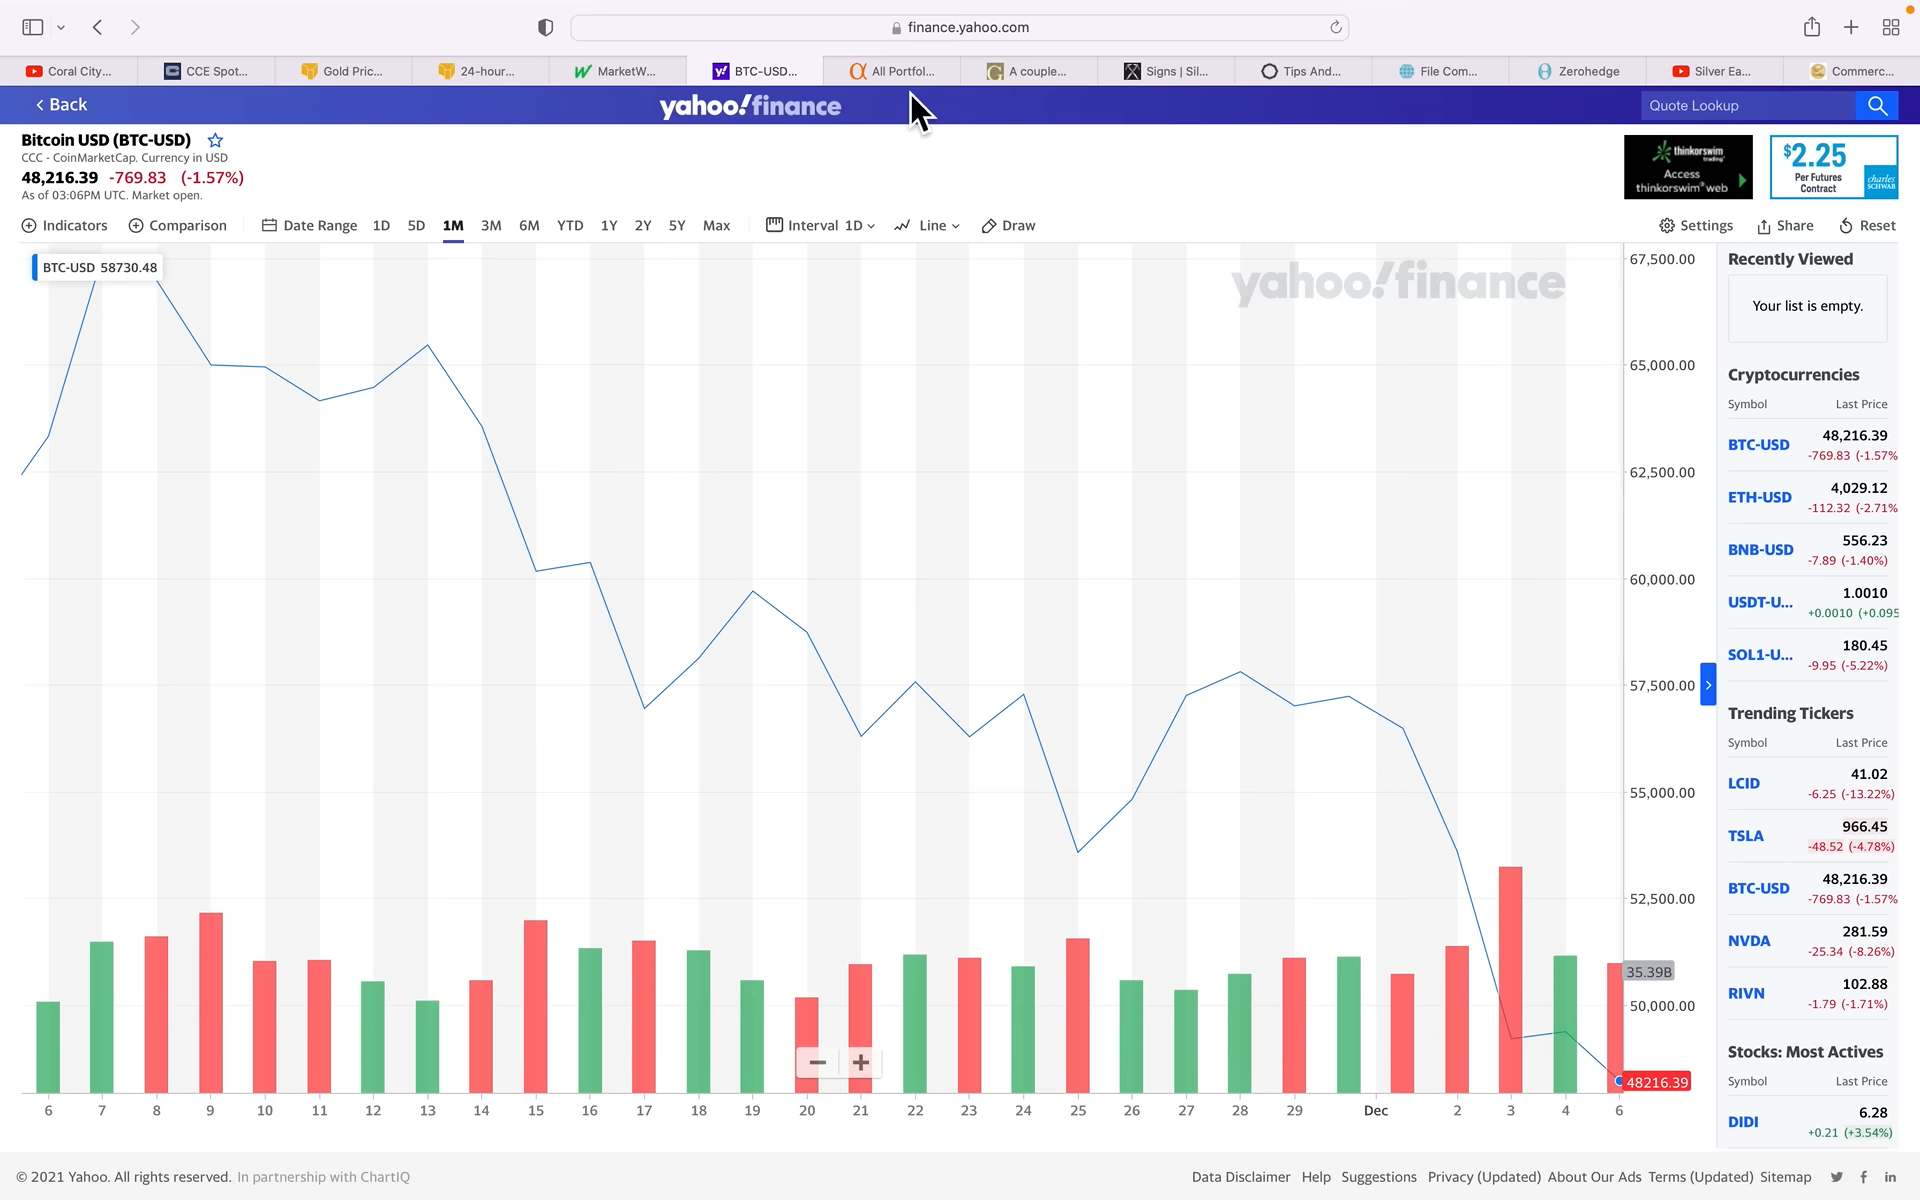 finance.yahoo.com
Coral City...
CCE Spot...
Gold Pric...
24-hour...
MarketW...
BTC-USD...
All Portfol...
A couple...
Signs | Sil...
Tips And...
File Com...
Zerohedge
Silver Ea...
Commerc...
Back
yahoo!finance
Quote Lookup
Bitcoin USD (BTC-USD)
CCC - CoinMarketCap. Currency in USD
48,216.39 -769.83 (-1.57%)
As of 03:06PM UTC. Market open.
thinkorswim
trading
Access
thinkorswim® web
$2.25
Per Futures
Contract
charles
SCHWAB
Indicators
Comparison
Date Range
1D
5D
1M
3M
6M
YTD
1Y
2Y
5Y
Max
Interval 1D
Line
Draw
Settings
Share
Reset
BTC-USD 58730.48
yahoo!finance
67,500.00
65,000.00
62,500.00
60,000.00
57,500.00
55,000.00
52,500.00
35.39B
50,000.00
48216.39
6 7 8 9 10 11 12 13 14 15 16 17 18 19 20 21 22 23 24 25 26 27 28 29 Dec 2 3 4 6
Recently Viewed
Your list is empty.
Cryptocurrencies
Symbol Last Price
BTC-USD 48,216.39
-769.83 (-1.57%
ETH-USD 4,029.12
-112.32 (-2.71%
BNB-USD 556.23
-7.89 (-1.40%)
USDT-U... 1.0010
+0.0010 (+0.095
SOL1-U... 180.45
-9.95 (-5.22%)
Trending Tickers
Symbol Last Price
LCID 41.02
-6.25 (-13.22%)
TSLA 966.45
-48.52 (-4.78%)
BTC-USD 48,216.39
-769.83 (-1.57%
NVDA 281.59
-25.34 (-8.26%)
RIVN 102.88
-1.79 (-1.71%)
Stocks: Most Actives
Symbol Last Price
DIDI 6.28
+0.21 (+3.54%)
© 2021 Yahoo. All rights reserved. In partnership with ChartIQ
Data Disclaimer Help Suggestions Privacy (Updated) About Our Ads Terms (Updated) Sitemap